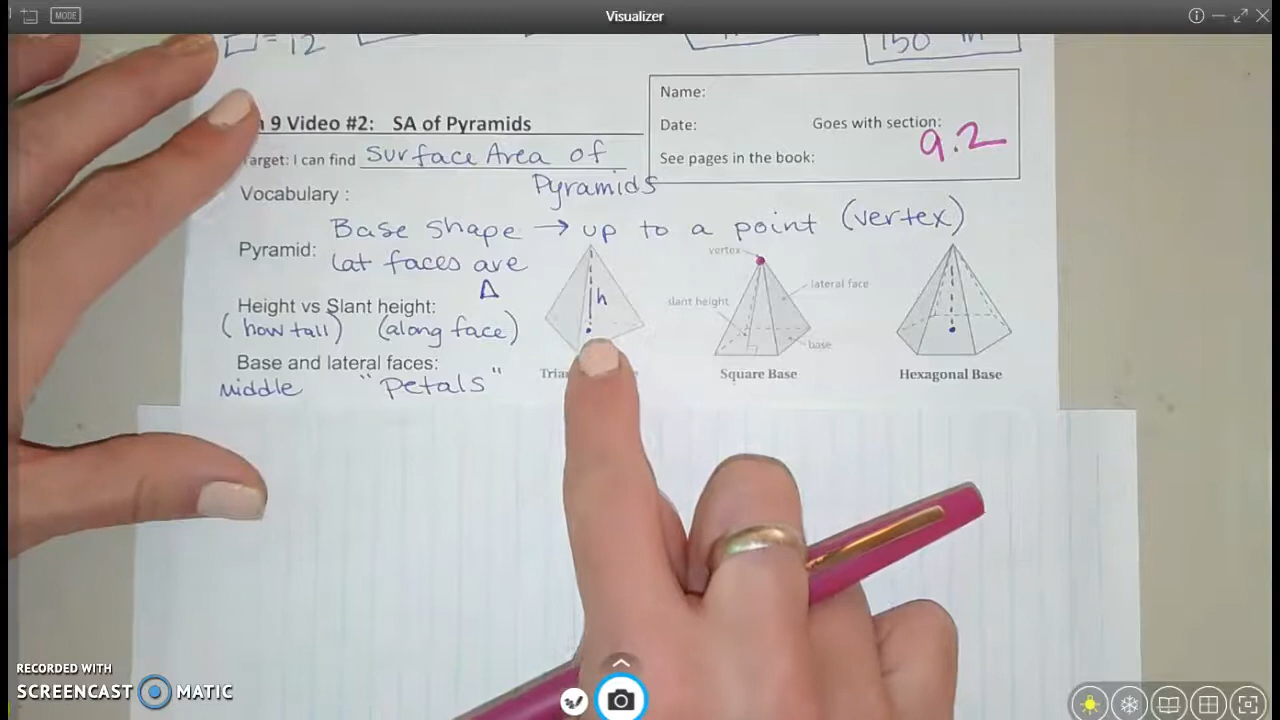 MODE
Visualizer
= 12
150 in
9 Video #2: SA of Pyramids
Target: I can find Surface Area of
Pyramids
Name:
Date:
Goes with section:
9.2
See pages in the book:
Vocabulary :
Base shape → up to a point (vertex)
Pyramid:
lat faces are
Δ
Height vs Slant height:
(how tall) (along face)
Base and lateral faces:
middle "petals"
h
vertex
lateral face
slant height
base
Square Base
Hexagonal Base
RECORDED WITH
SCREENCAST MATIC